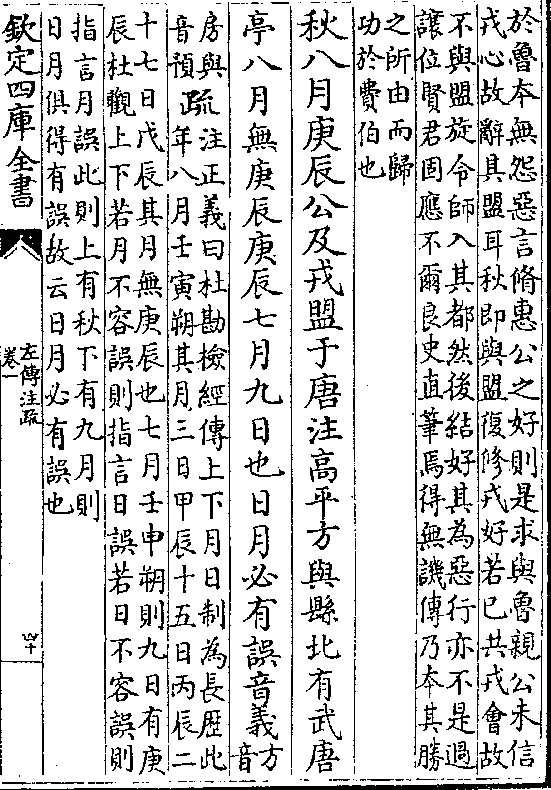 於魯本無怨惡言脩惠公之好則是求與魯親公未信
戎心故辭其盟耳秋即與盟復修戎好若已共戎會故
不與盟旋令師入其都然後結好其為惡行亦不是過
讓位賢君固應不爾良史直筆焉得無譏傳乃本其勝
之所由而歸
功於費伯也
秋八月庚辰公及戎盟于唐注高平方與縣北有武唐
亭八月無庚辰庚辰七月九日也日月必有誤音義方音
房與疏注正義曰杜勘檢經傳上下月日制為長歴此
音預年八月壬寅朔其月三日甲辰十五日丙辰二
十七日戊辰其月無庚辰也七月壬申朔則九日有庚
辰杜觀上下若月不容誤則指言日誤若日不容誤則
指言月誤此則上有秋下有九月則
日月俱得有誤故云日月必有誤也
欽定四庫全書
左傳注疏
卷一
四十